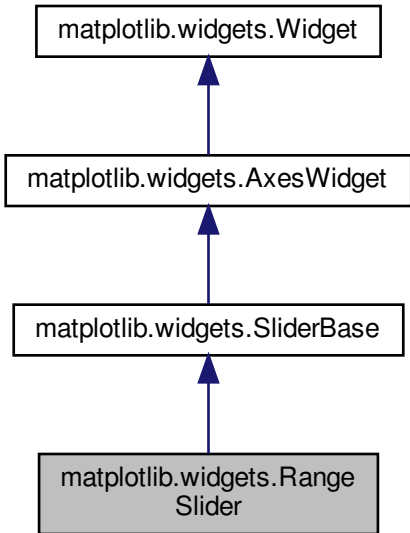 matplotlib.widgets.Widget
matplotlib.widgets.AxesWidget
matplotlib.widgets.SliderBase
matplotlib.widgets.Range
Slider